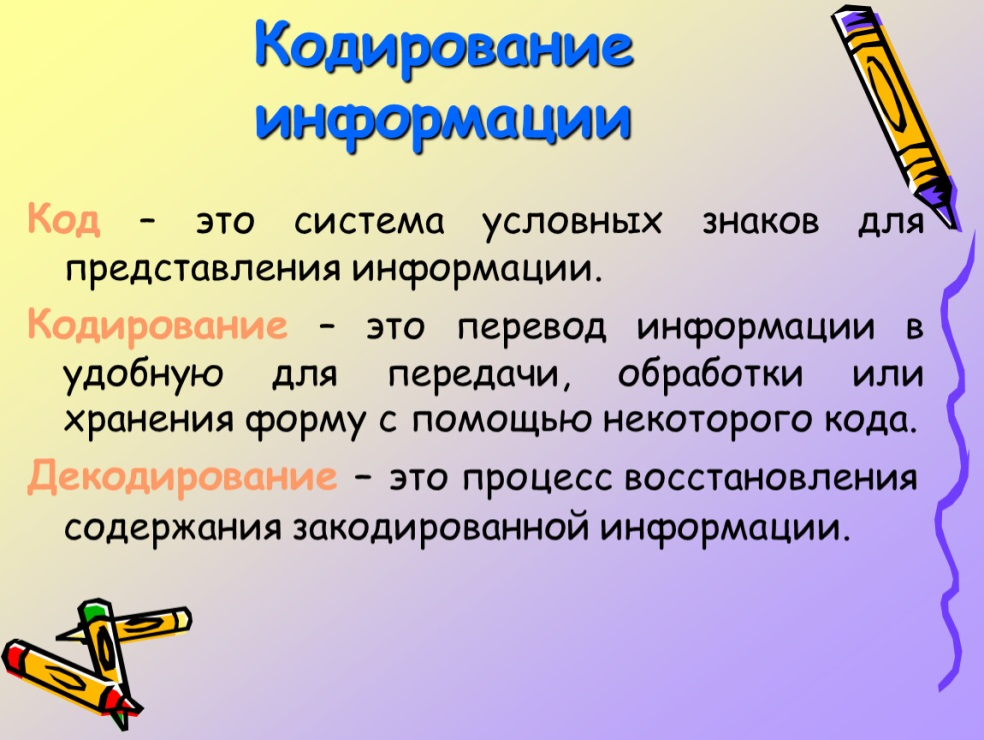 Кодирование
информации
Код – это система условных знаков для
представления информации.
Кодирование – это перевод информации в
удобную для передачи, обработки или
хранения форму с помощью некоторого кода.
Декодирование – это процесс восстановления
содержания закодированной информации.